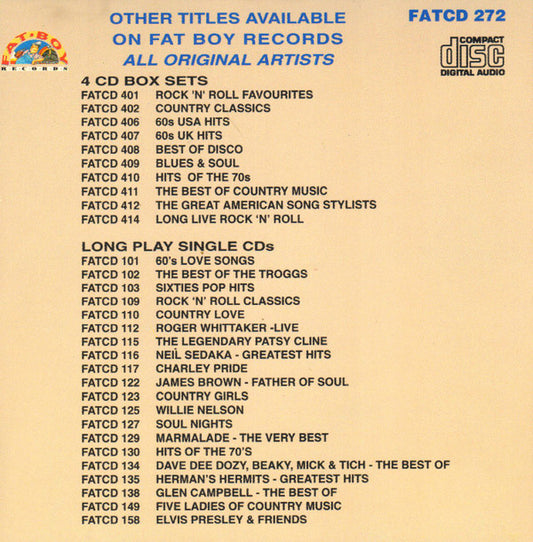 OTHER TITLES AVAILABLE
ON FAT BOY RECORDS
ALL ORIGINAL ARTISTS
FATCD 272
FAT·BOY
RECORDS
COMPACT
disc
DIGITAL AUDIO
4 CD BOX SETS
FATCD 401 ROCK 'N' ROLL FAVOURITES
FATCD 402 COUNTRY CLASSICS
FATCD 406 60s USA HITS
FATCD 407 60s UK HITS
FATCD 408 BEST OF DISCO
FATCD 409 BLUES & SOUL
FATCD 410 HITS OF THE 70s
FATCD 411 THE BEST OF COUNTRY MUSIC
FATCD 412 THE GREAT AMERICAN SONG STYLISTS
FATCD 414 LONG LIVE ROCK 'N' ROLL
LONG PLAY SINGLE CDs
FATCD 101 60's LOVE SONGS
FATCD 102 THE BEST OF THE TROGGS
FATCD 103 SIXTIES POP HITS
FATCD 109 ROCK 'N' ROLL CLASSICS
FATCD 110 COUNTRY LOVE
FATCD 112 ROGER WHITTAKER -LIVE
FATCD 115 THE LEGENDARY PATSY CLINE
FATCD 116 NEIL SEDAKA - GREATEST HITS
FATCD 117 CHARLEY PRIDE
FATCD 122 JAMES BROWN - FATHER OF SOUL
FATCD 123 COUNTRY GIRLS
FATCD 125 WILLIE NELSON
FATCD 127 SOUL NIGHTS
FATCD 129 MARMALADE - THE VERY BEST
FATCD 130 HITS OF THE 70'S
FATCD 134 DAVE DEE DOZY, BEAKY, MICK & TICH - THE BEST OF
FATCD 135 HERMAN'S HERMITS - GREATEST HITS
FATCD 138 GLEN CAMPBELL - THE BEST OF
FATCD 149 FIVE LADIES OF COUNTRY MUSIC
FATCD 158 ELVIS PRESLEY & FRIENDS